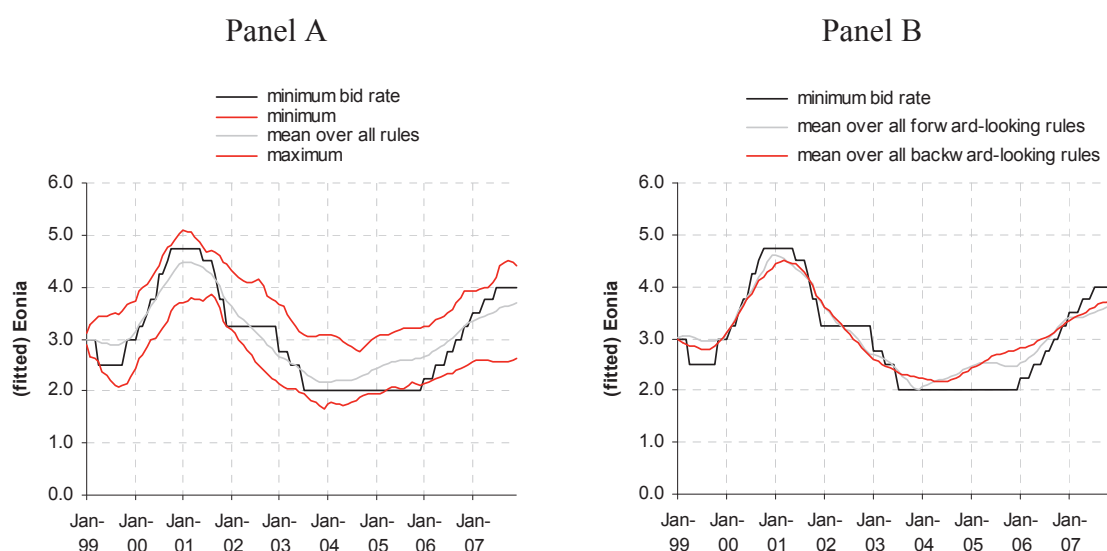 Panel A
minimum bid rate
minimum
mean over all rules
maximum
(fitted) Eonia
6.0
5.0
4.0
3.0
2.0
1.0
0.0
Jan- Jan- Jan- Jan- Jan- Jan- Jan- Jan- Jan-
99 00 01 02 03 04 05 06 07
Panel B
minimum bid rate
mean over all forw ard-looking rules
mean over all backw ard-looking rules
(fitted) Eonia
6.0
5.0
4.0
3.0
2.0
1.0
0.0
Jan- Jan- Jan- Jan- Jan- Jan- Jan- Jan- Jan-
99 00 01 02 03 04 05 06 07